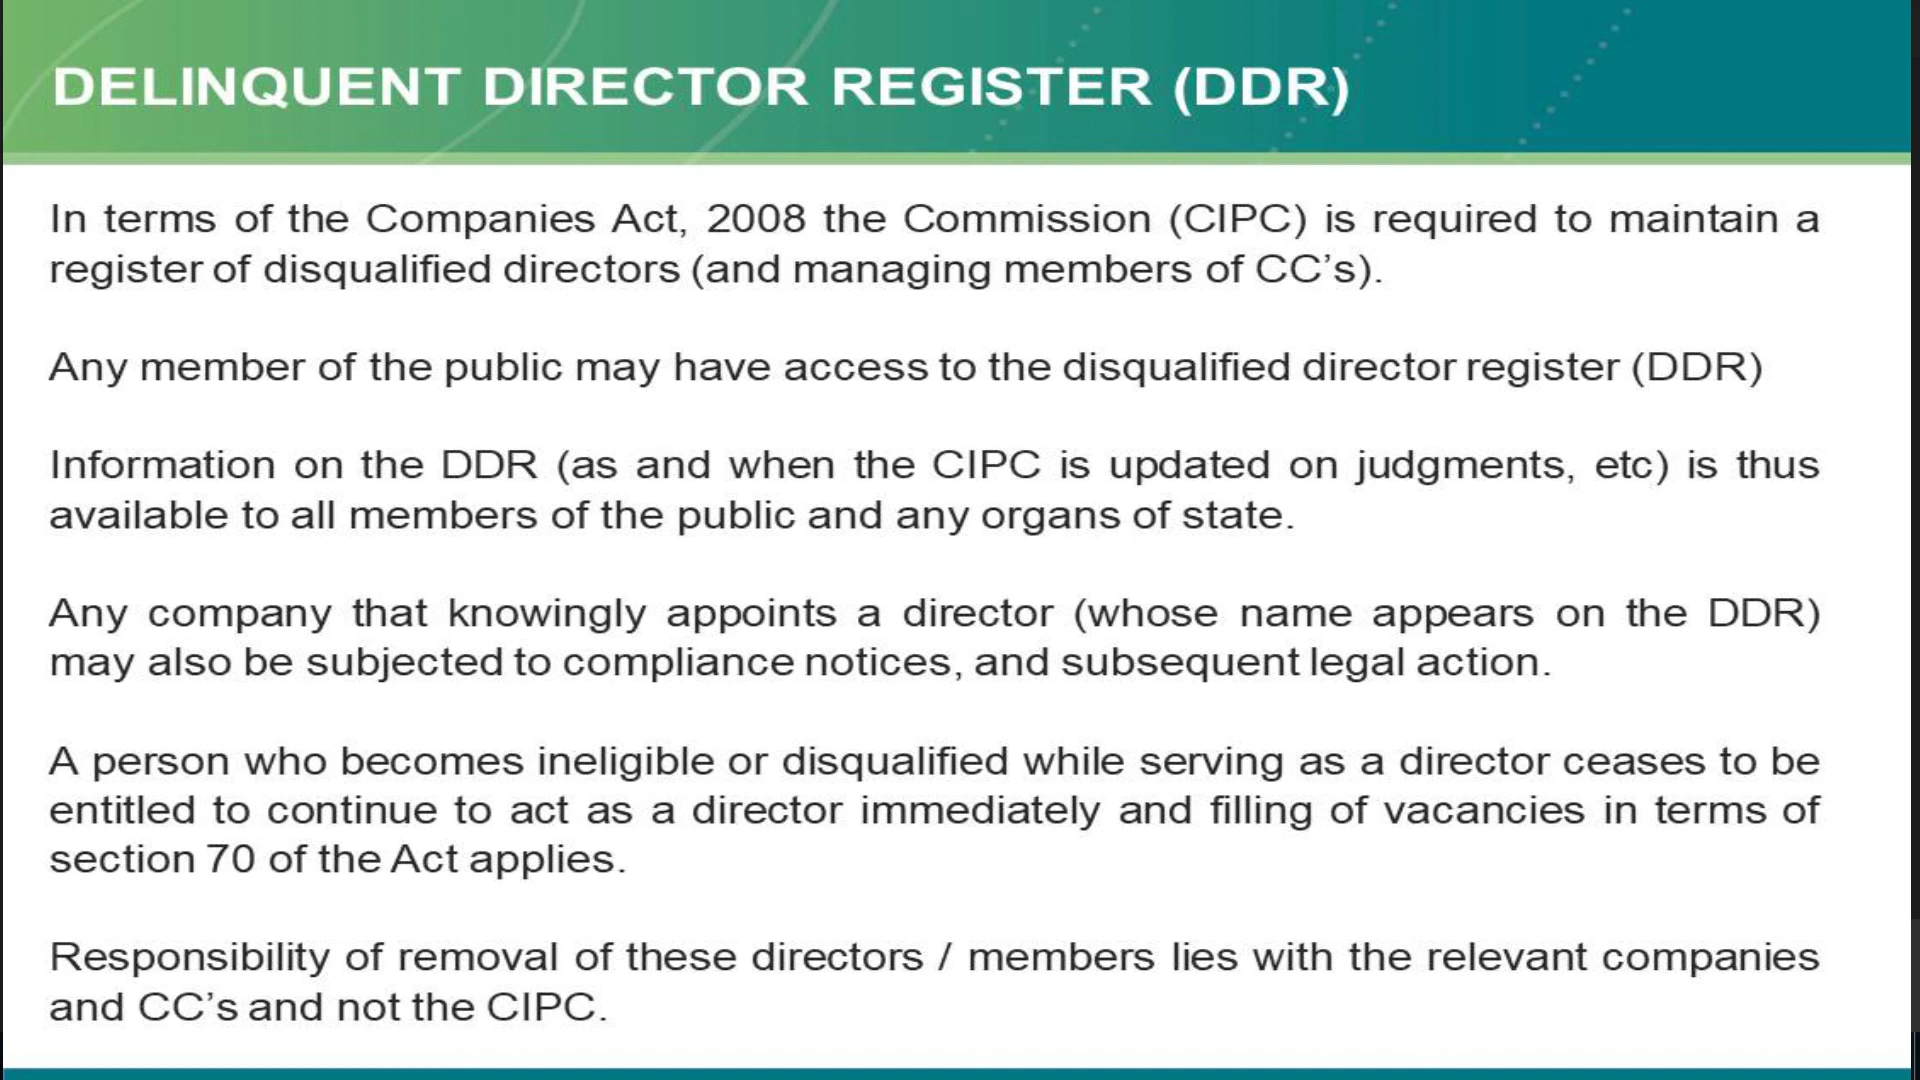 DELINQUENT DIRECTOR REGISTER (DDR)
In terms of the Companies Act, 2008 the Commission (CIPC) is required to maintain a
register of disqualified directors (and managing members of CC's).
Any member of the public may have access to the disqualified director register (DDR)
Information on the DDR (as and when the CIPC is updated on judgments, etc) is thus
available to all members of the public and any organs of state.
Any company that knowingly appoints a director (whose name appears on the DDR)
may also be subjected to compliance notices, and subsequent legal action.
A person who becomes ineligible or disqualified while serving as a director ceases to be
entitled to continue to act as a director immediately and filling of vacancies in terms of
section 70 of the Act applies.
Responsibility of removal of these directors / members lies with the relevant companies
and CC's and not the CIPC.